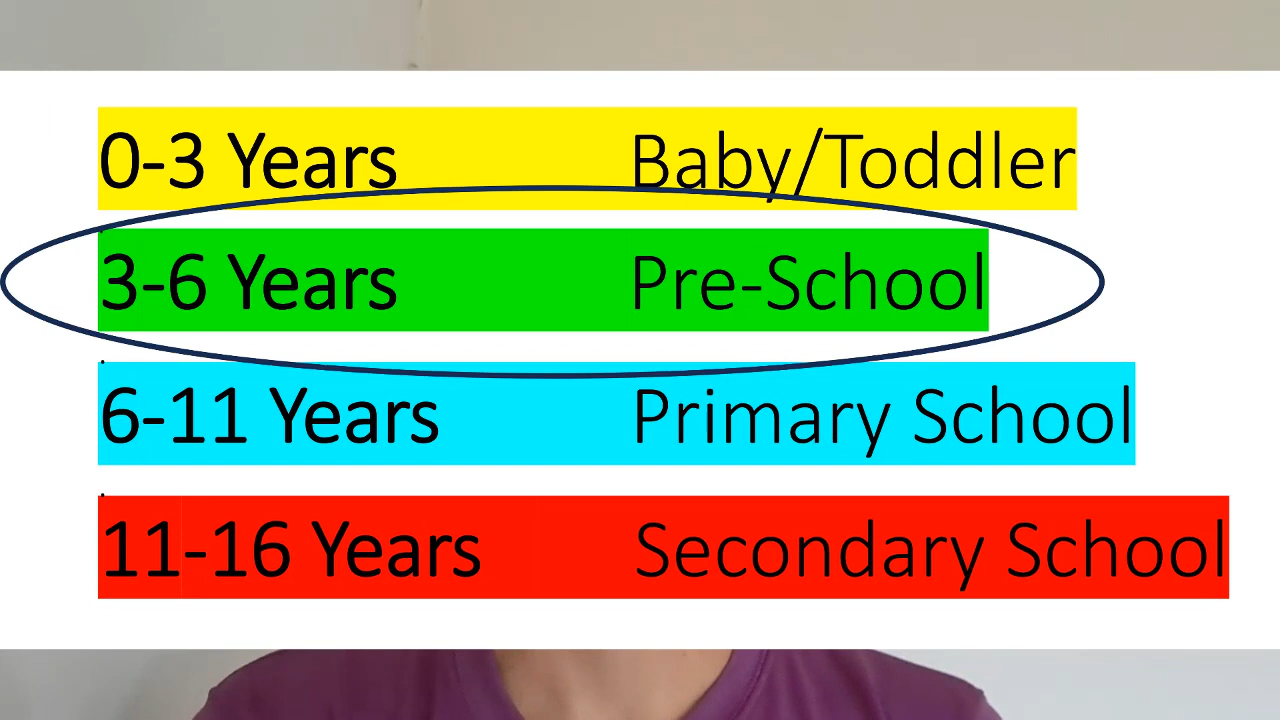 0-3 Years Baby/Toddler
3-6 Years Pre-School
6-11 Years Primary School
11-16 Years Secondary School